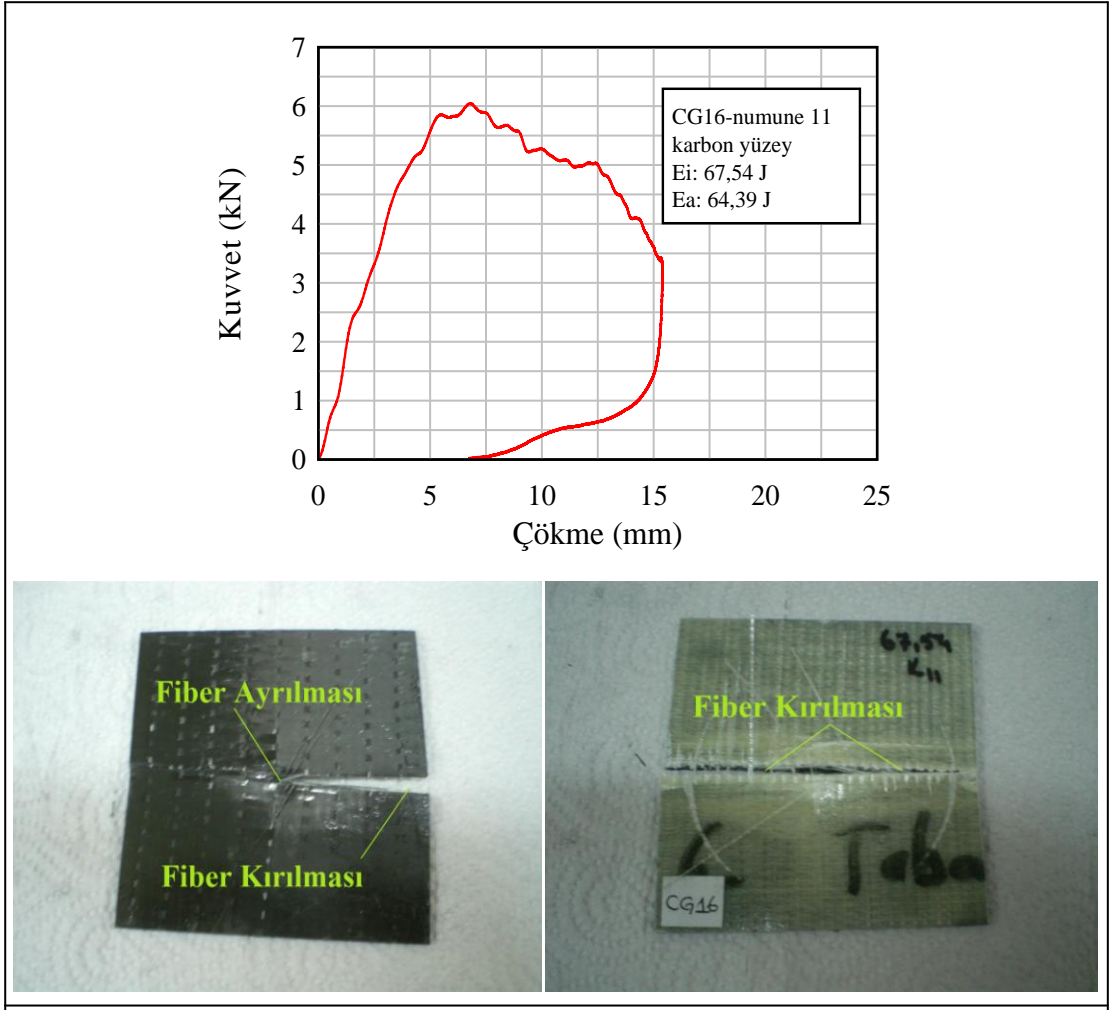 7
6
5
4
3
2
1
0
Kuvvet (kN)
CG16-numune 11
karbon yüzey
Ei: 67,54 J
Ea: 64,39 J
0 5 10 15 20 25
Çökme (mm)
Fiber Ayrılması
Fiber Kırılması
67,54
K11
Fiber Kırılması
Taba
CG16